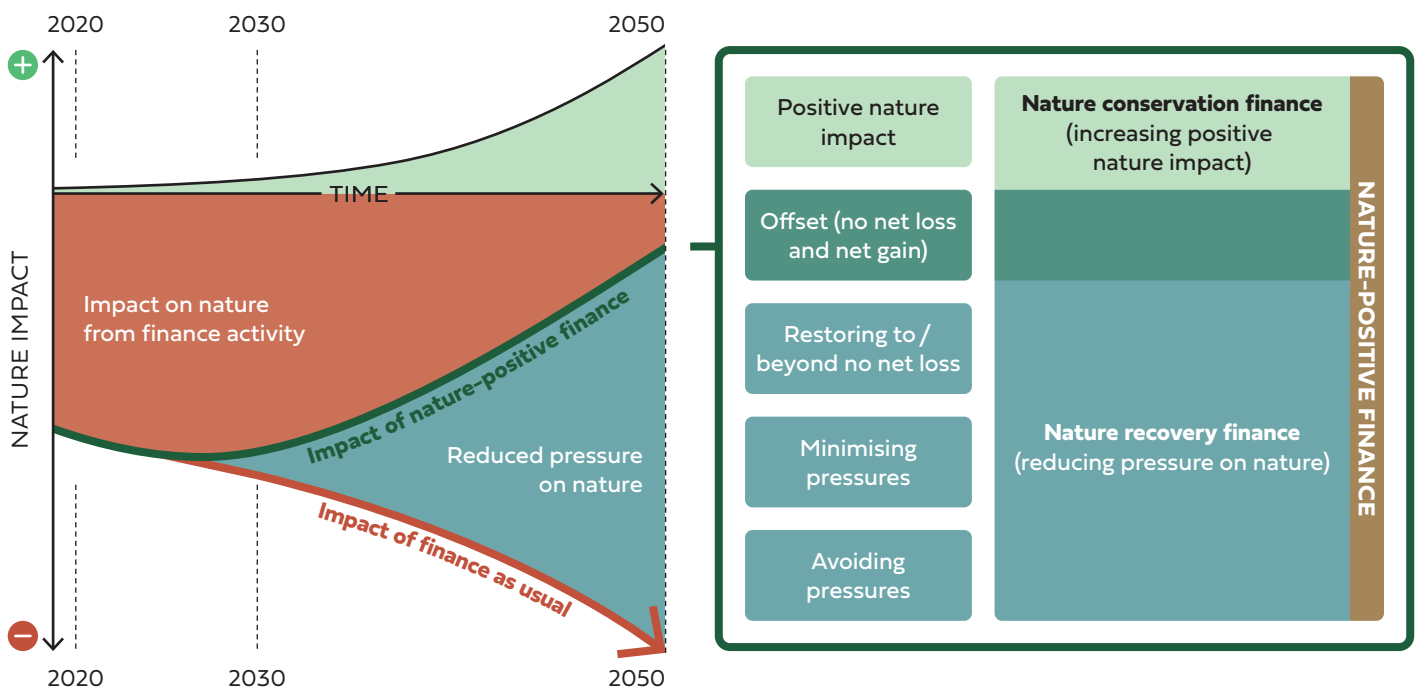 2020
2030
2050
+
TIME
NATURE IMPACT
Impact on nature
from finance activity
Impact of nature-positive finance
Reduced pressure
on nature
Impact of finance as usual
−
2020
2030
2050
Positive nature
impact
Offset (no net loss
and net gain)
Restoring to /
beyond no net loss
Minimising
pressures
Avoiding
pressures
Nature conservation finance
(increasing positive
nature impact)
Nature recovery finance
(reducing pressure on nature)
NATURE-POSITIVE FINANCE